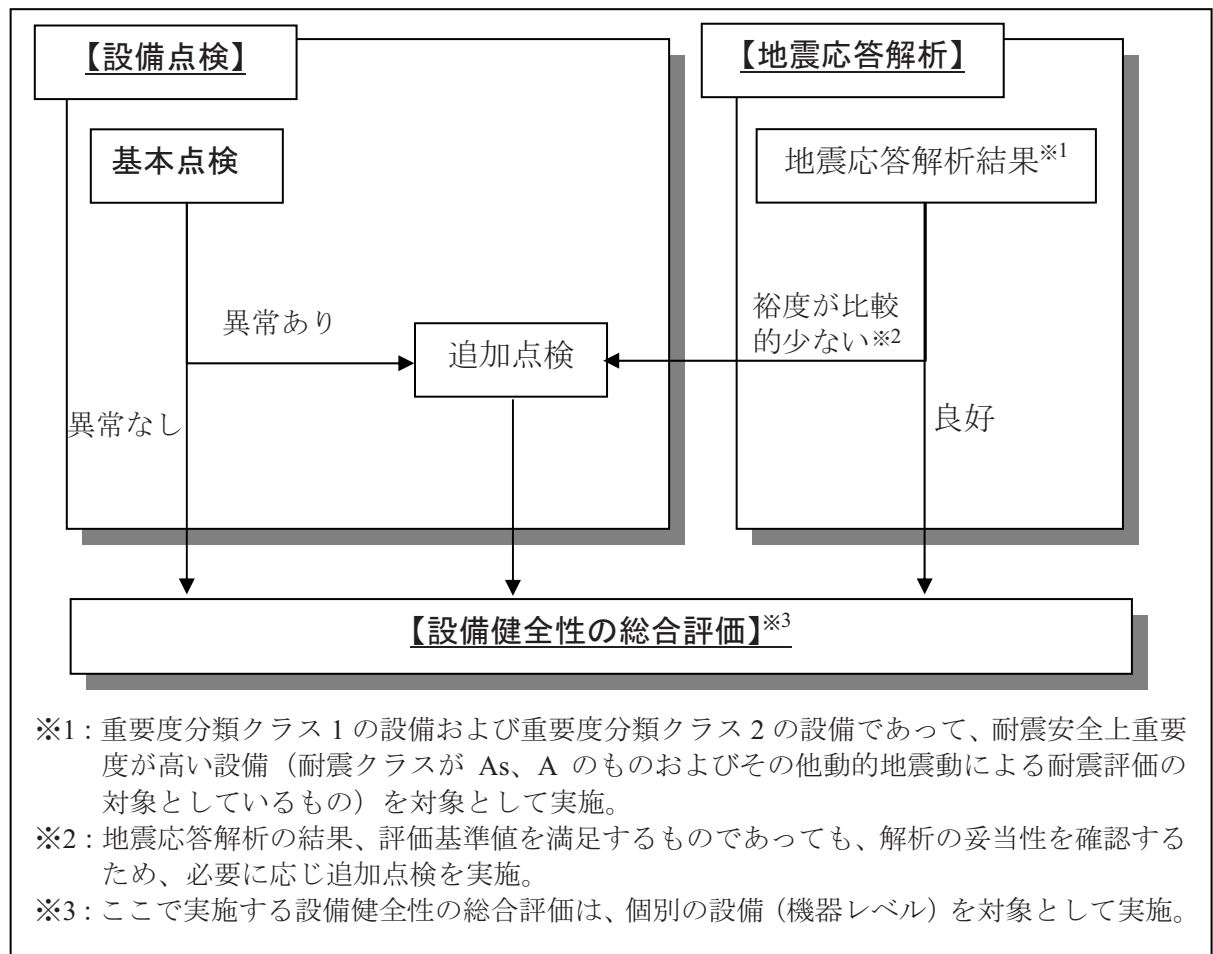 【設備点検】
【地震応答解析】
基本点検
地震応答解析結果※1
異常あり
追加点検
裕度が比較
的少ない※2
異常なし
良好
【設備健全性の総合評価】※3
※1：重要度分類クラス 1 の設備および重要度分類クラス 2 の設備であって、耐震安全上重要
度が高い設備（耐震クラスが As、A のものおよびその他動的地震動による耐震評価の
対象としているもの）を対象として実施。
※2：地震応答解析の結果、評価基準値を満足するものであっても、解析の妥当性を確認する
ため、必要に応じ追加点検を実施。
※3：ここで実施する設備健全性の総合評価は、個別の設備（機器レベル）を対象として実施。